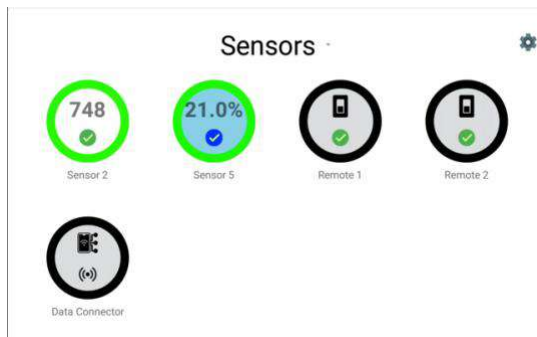 Sensors
748
21.0%
Sensor 2
Sensor 5
Remote 1
Remote 2
Data Connector